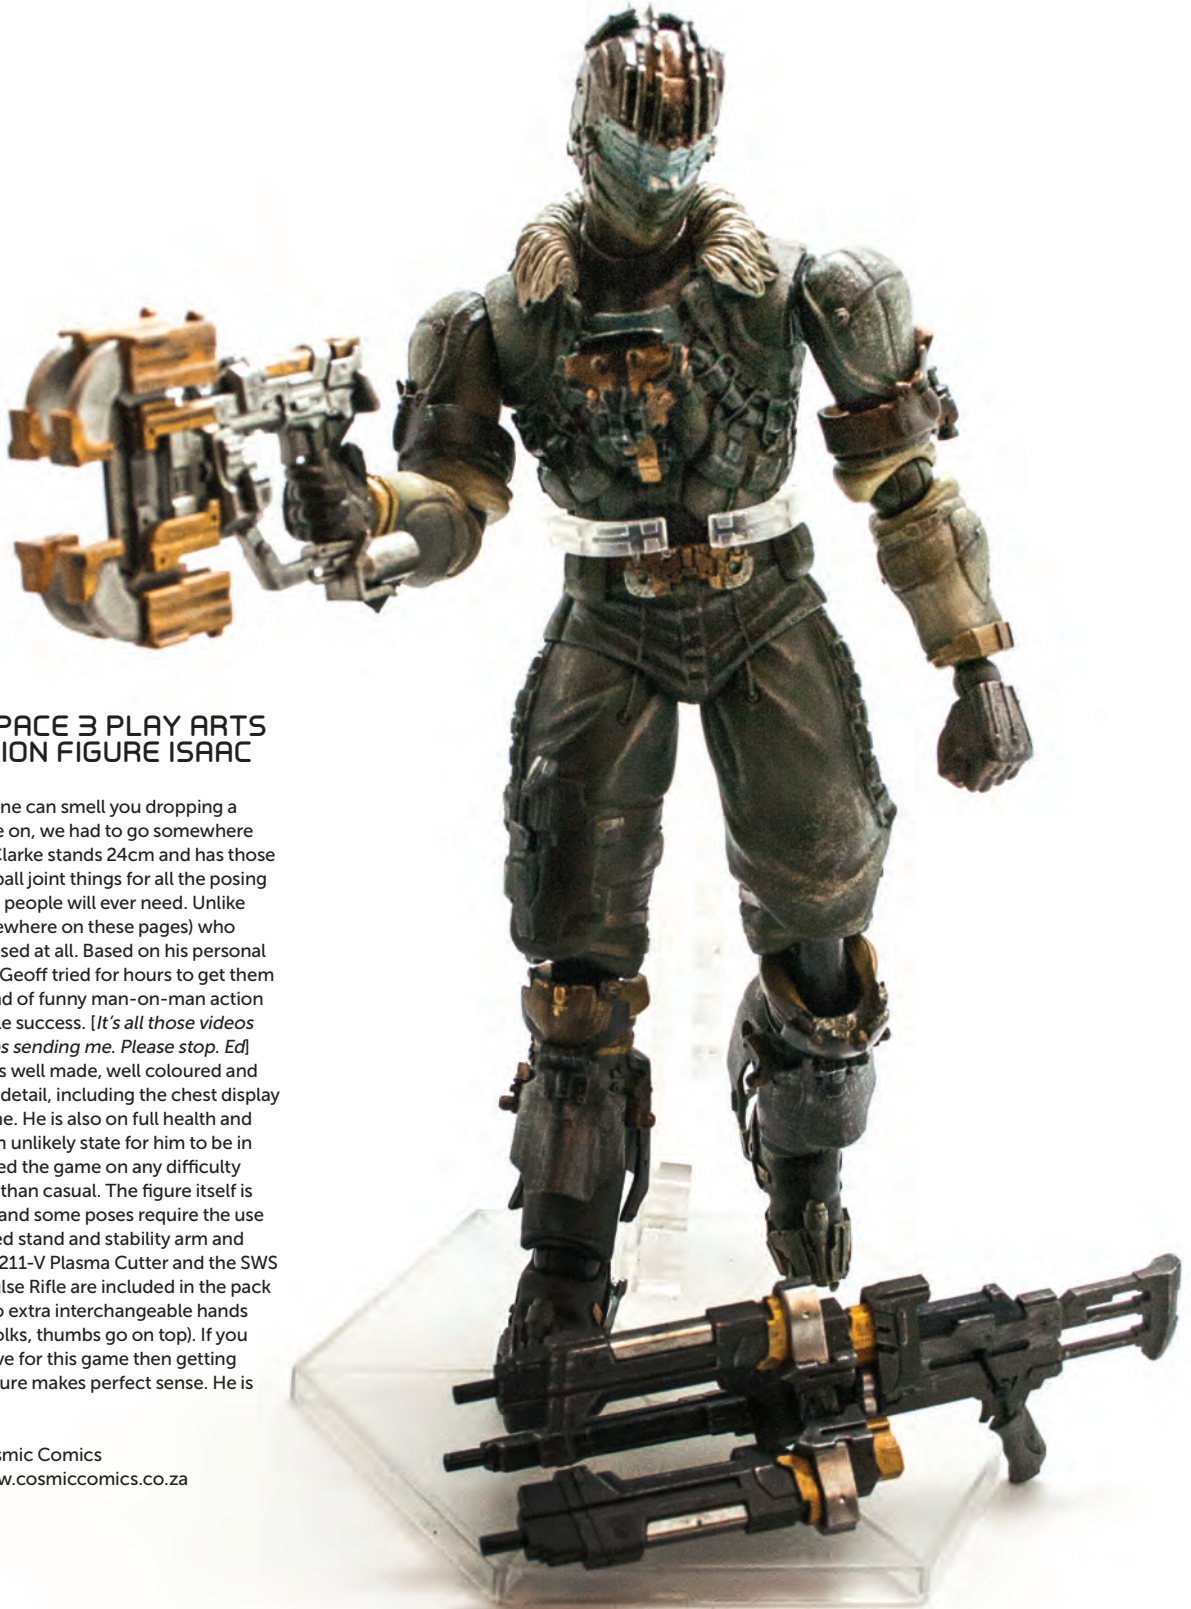 PACE 3 PLAY ARTS
ION FIGURE ISAAC
ne can smell you dropping a
e on, we had to go somewhere
Clarke stands 24cm and has those
ball joint things for all the posing
people will ever need. Unlike
ewhere on these pages) who
sed at all. Based on his personal
Geoff tried for hours to get them
nd of funny man-on-man action
le success. [It's all those videos
s sending me. Please stop. Ed]
s well made, well coloured and
detail, including the chest display
ne. He is also on full health and
n unlikely state for him to be in
ed the game on any difficulty
than casual. The figure itself is
and some poses require the use
ed stand and stability arm and
211-V Plasma Cutter and the SWS
lse Rifle are included in the pack
o extra interchangeable hands
olks, thumbs go on top). If you
ve for this game then getting
ure makes perfect sense. He is
smic Comics
w.cosmiccomics.co.za